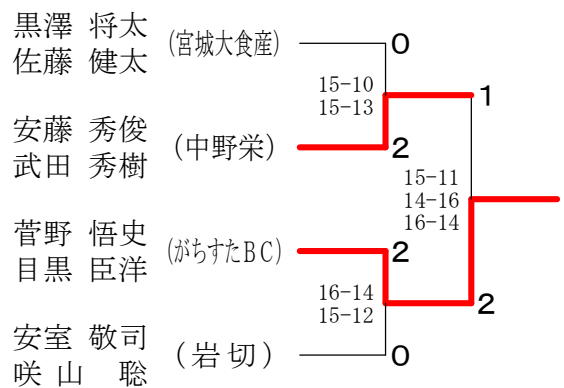 黒澤 将太
佐藤 健太
(宮城大食産)
0
15-10
15-13
1
安藤 秀俊
武田 秀樹
(中野栄)
2
15-11
14-16
16-14
菅野 悟史
目黒 臣洋
(がちすたBC)
2
16-14
15-12
2
安室 敬司
咲山 聡
(岩切)
0